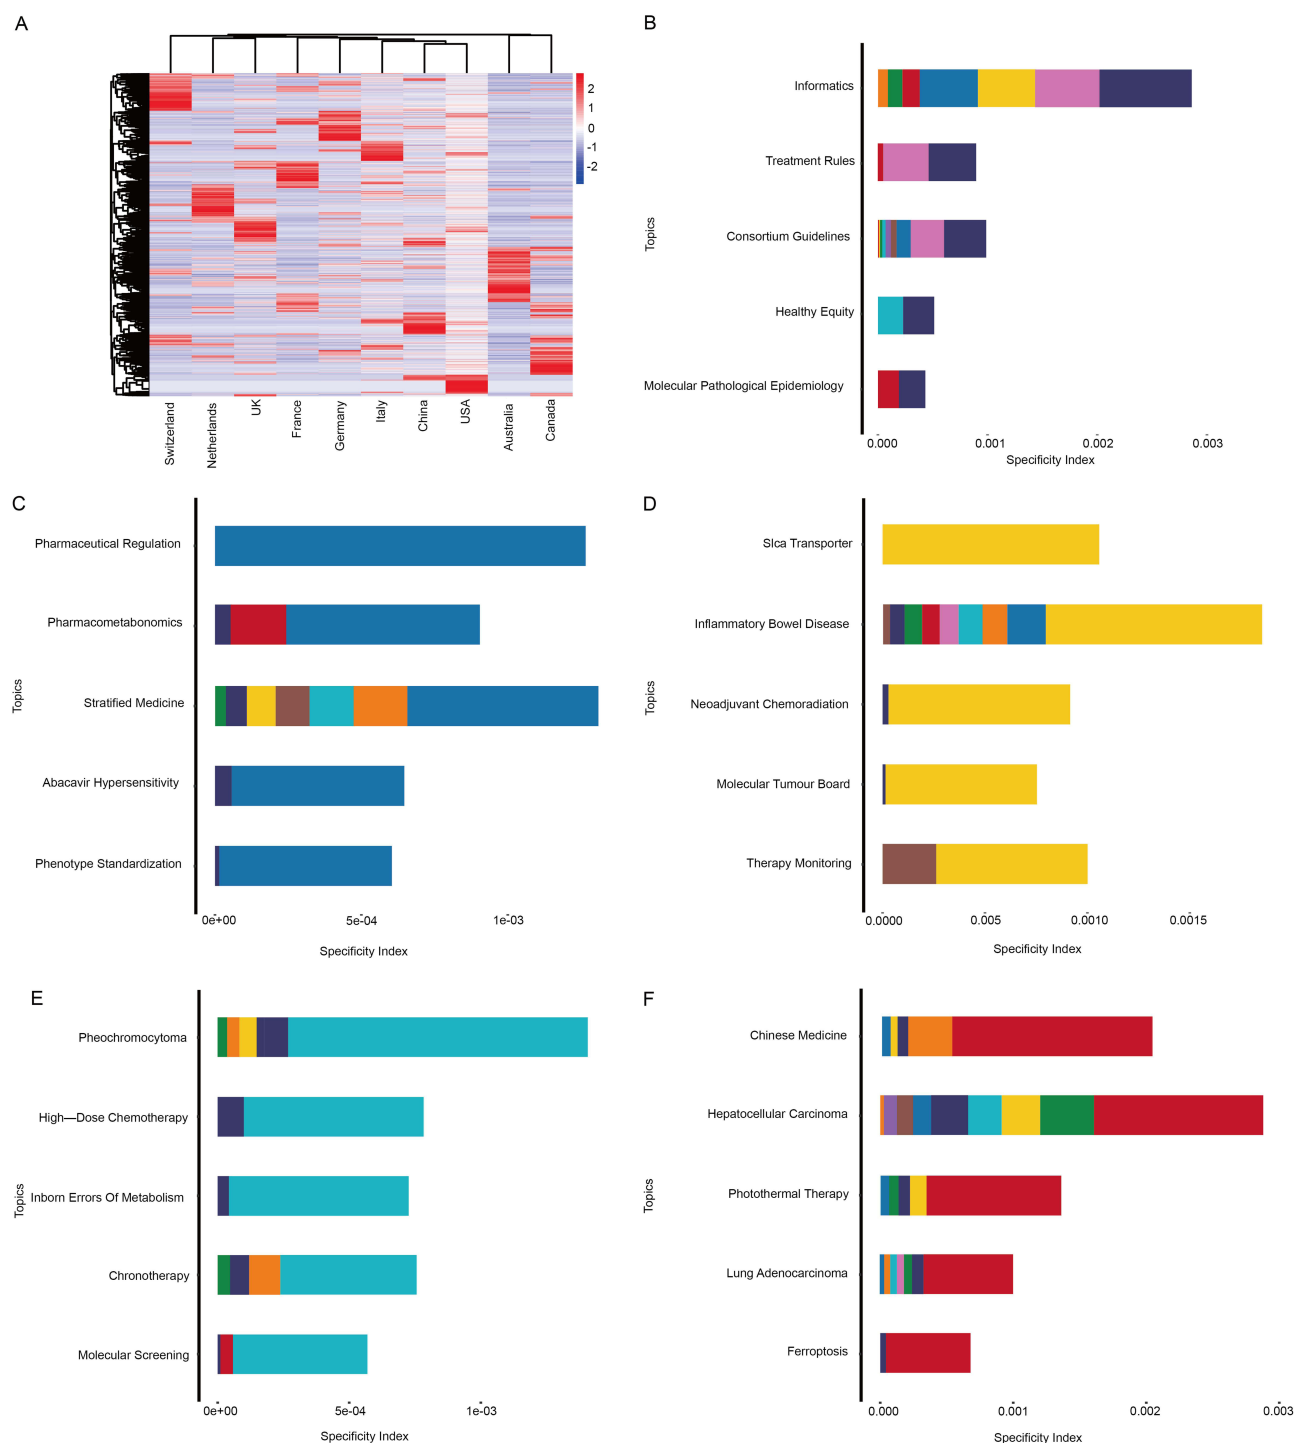 A
2
1
0
-1
-2
Switzerland
Netherlands
UK
France
Germany
Italy
China
USA
Australia
Canada
B
Topics
Informatics
Treatment Rules
Consortium Guidelines
Healthy Equity
Molecular Pathological Epidemiology
0.000 0.001 0.002 0.003
Specificity Index
C
Topics
Pharmaceutical Regulation
Pharmacometabonomics
Stratified Medicine
Abacavir Hypersensitivity
Phenotype Standardization
0e+00 5e-04 1e-03
Specificity Index
D
Topics
Slca Transporter
Inflammatory Bowel Disease
Neoadjuvant Chemoradiation
Molecular Tumour Board
Therapy Monitoring
0.0000 0.005 0.0010 0.0015
Specificity Index
E
Topics
Pheochromocytoma
High—Dose Chemotherapy
Inborn Errors Of Metabolism
Chronotherapy
Molecular Screening
0e+00 5e-04 1e-03
Specificity Index
F
Topics
Chinese Medicine
Hepatocellular Carcinoma
Photothermal Therapy
Lung Adenocarcinoma
Ferroptosis
0.000 0.001 0.002 0.003
Specificity Index